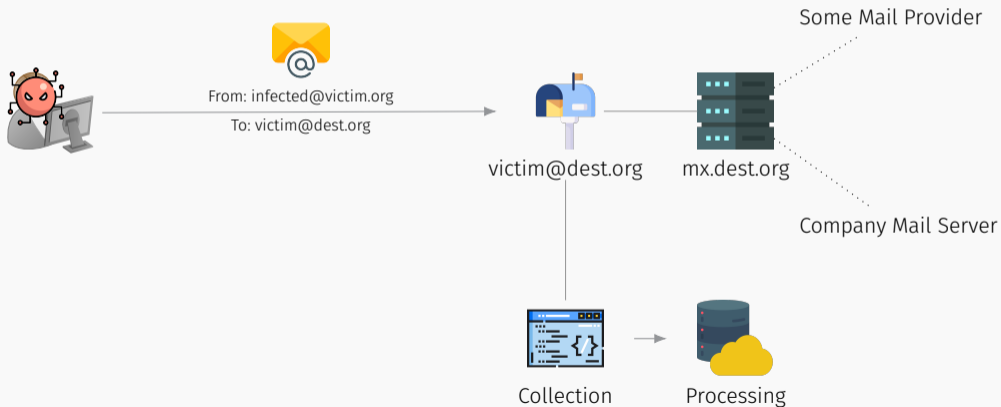 Some Mail Provider
@
From: infected@victim.org
To: victim@dest.org
victim@dest.org
mx.dest.org
Company Mail Server
{/}
Collection
Processing